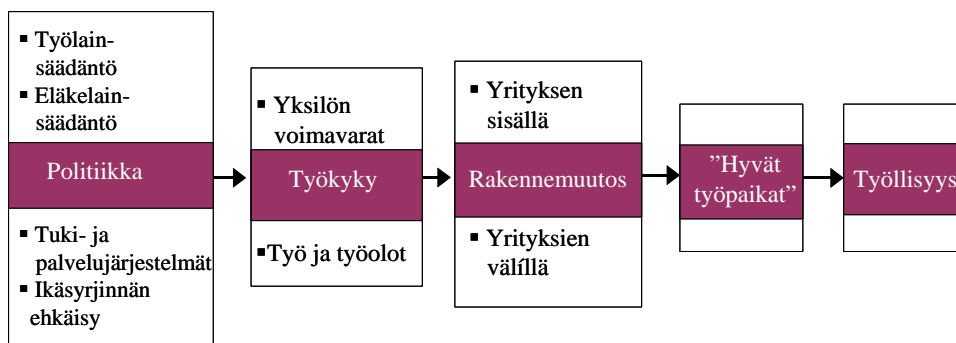 ▪ Työlain-
säädäntö
▪ Eläkelain-
säädäntö
Politiikka
▪ Tuki- ja
palvelujärjestelmät
▪ Ikäsyrjinnän
ehkäisy
▪ Yksilön
voimavarat
Työkyky
▪Työ ja työolot
▪ Yrityksen
sisällä
Rakennemuutos
▪ Yrityksien
välíllä
”Hyvät
työpaikat”
Työllisyys